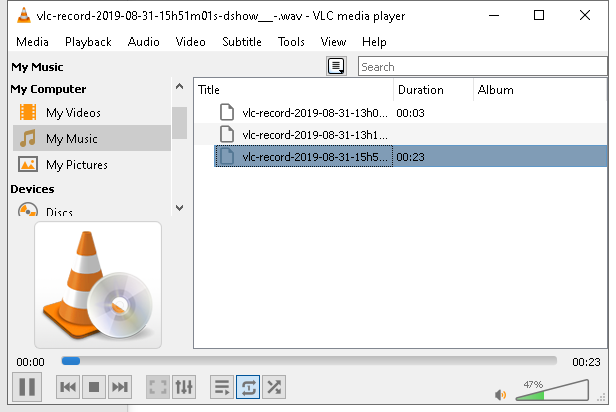 vlc-record-2019-08-31-15h51m01s-dshow__-.wav - VLC media player
Media Playback Audio Video Subtitle Tools View Help
My Music
Search
My Computer
My Videos
My Music
My Pictures
Devices
Discs
Title Duration Album
vlc-record-2019-08-31-13h0... 00:03
vlc-record-2019-08-31-13h1...
vlc-record-2019-08-31-15h5... 00:23
00:00 00:23
47%